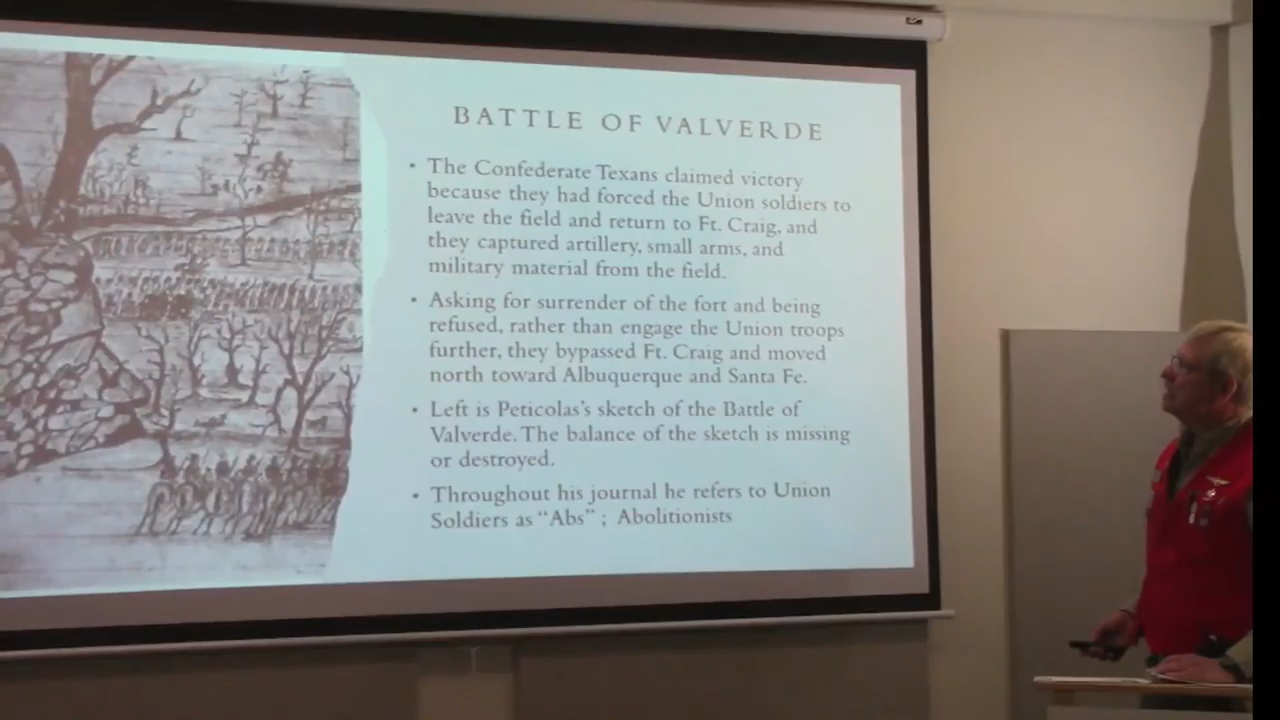 BATTLE OF VALVERDE
• The Confederate Texans claimed victory
because they had forced the Union soldiers to
leave the field and return to Ft. Craig, and
they captured artillery, small arms, and
military material from the field.
• Asking for surrender of the fort and being
refused, rather than engage the Union troops
further, they bypassed Ft. Craig and moved
north toward Albuquerque and Santa Fe.
• Left is Peticolas's sketch of the Battle of
Valverde. The balance of the sketch is missing
or destroyed.
• Throughout his journal he refers to Union
Soldiers as "Abs" ; Abolitionists